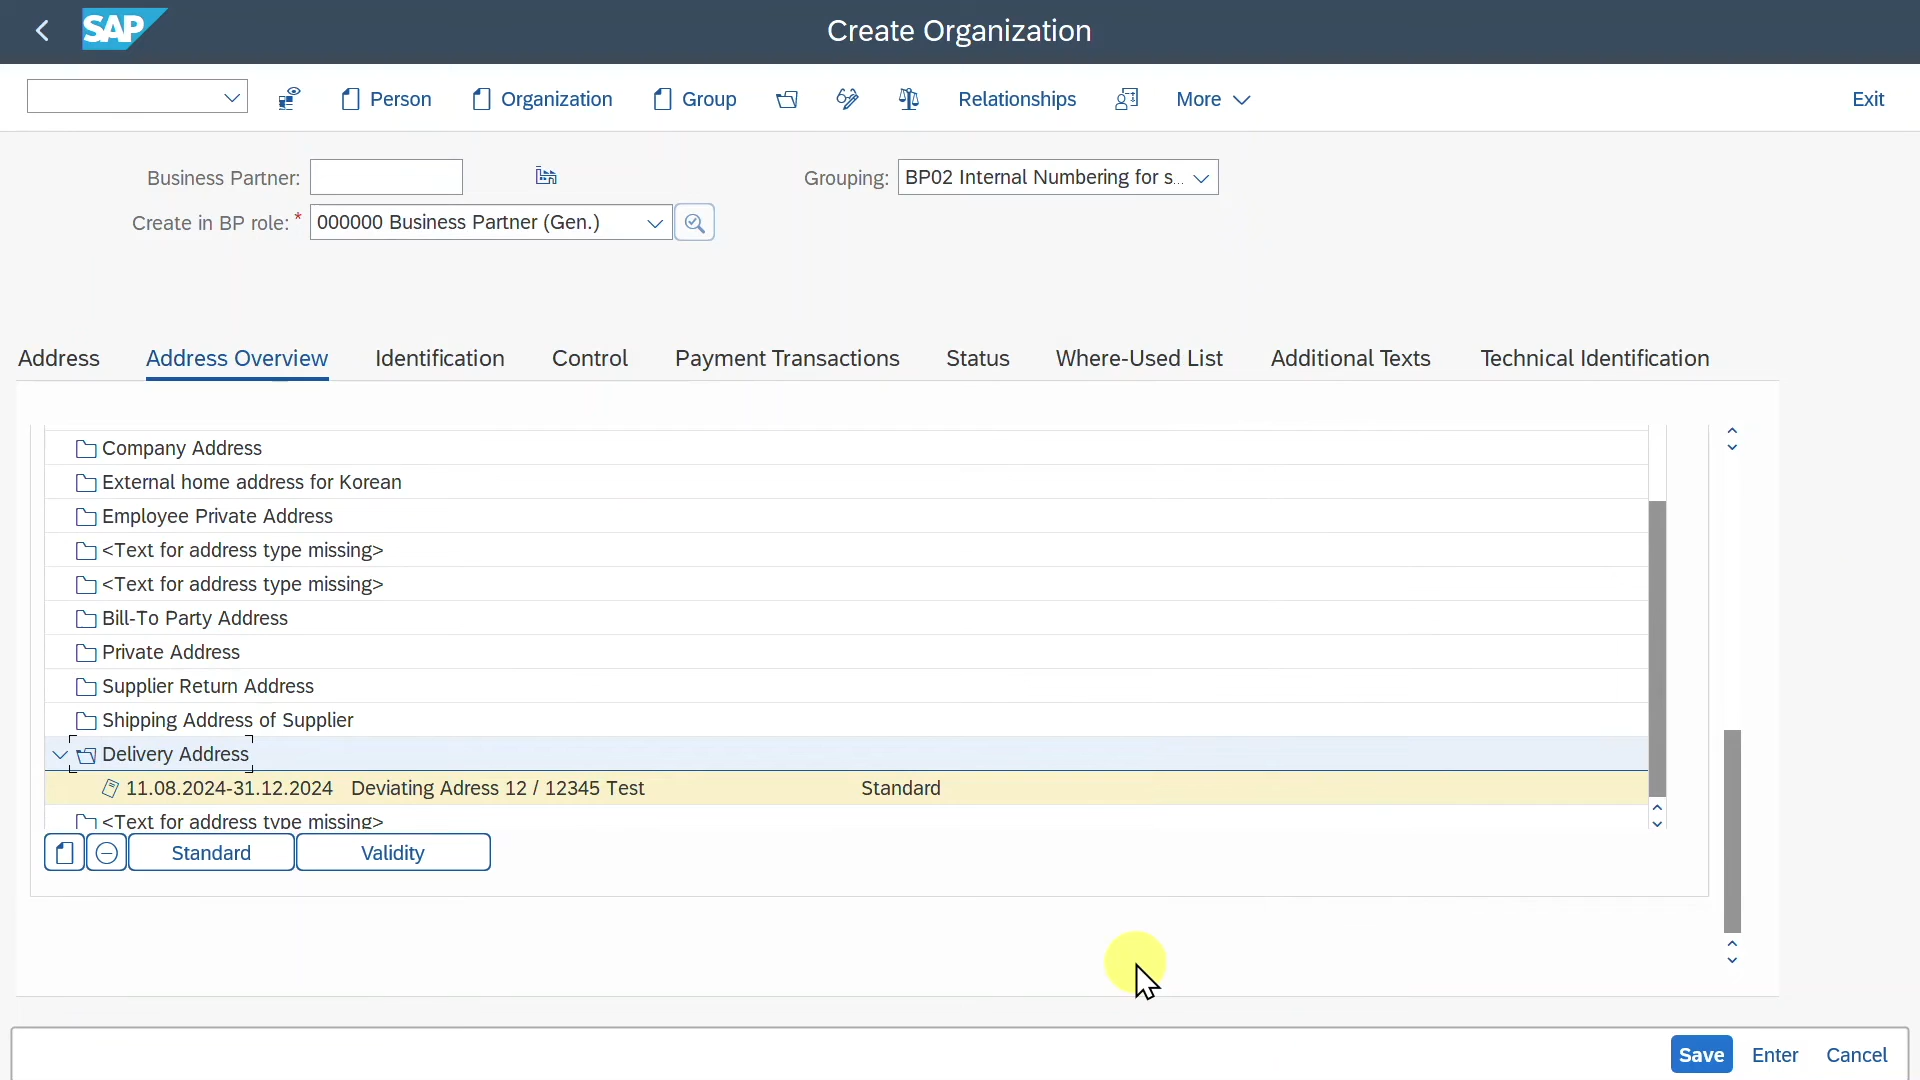 SAP
Create Organization
Person
Organization
Group
Relationships
More
Exit
Business Partner:
Grouping: BP02 Internal Numbering for s...
Create in BP role: * 000000 Business Partner (Gen.)
Address
Address Overview
Identification
Control
Payment Transactions
Status
Where-Used List
Additional Texts
Technical Identification
Company Address
External home address for Korean
Employee Private Address
<Text for address type missing>
<Text for address type missing>
Bill-To Party Address
Private Address
Supplier Return Address
Shipping Address of Supplier
Delivery Address
11.08.2024-31.12.2024 Deviating Adress 12 / 12345 Test Standard
<Text for address type missing>
Standard
Validity
Save
Enter
Cancel